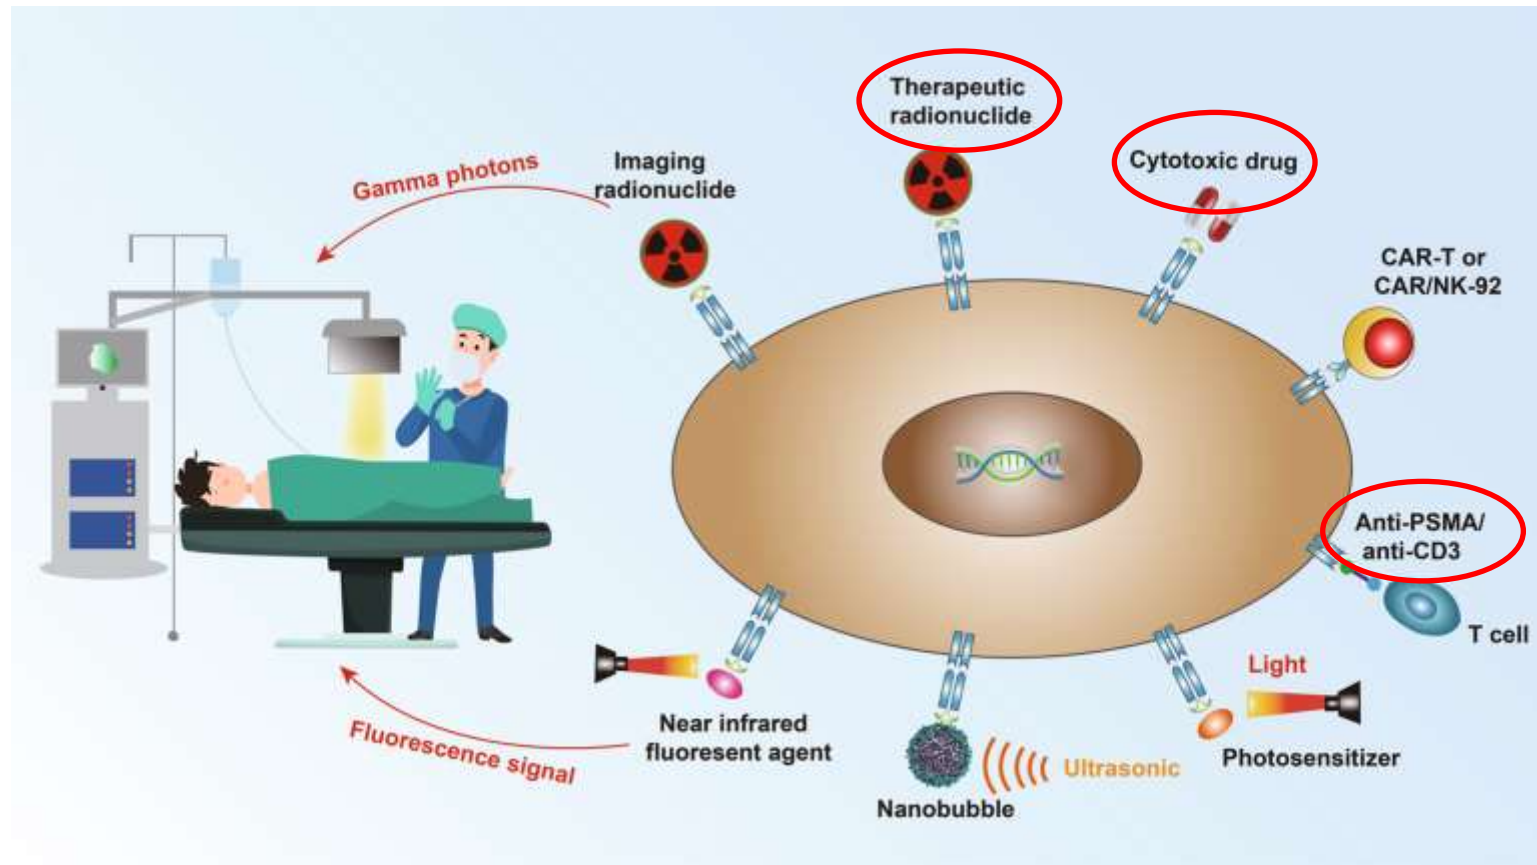 Therapeutic
radionuclide
Cytotoxic drug
Imaging
radionuclide
Gamma photons
CAR-T or
CAR/NK-92
Anti-PSMA/
anti-CD3
T cell
Light
Photosensitizer
Ultrasonic
Nanobubble
Near infrared
fluoresent agent
Fluorescence signal